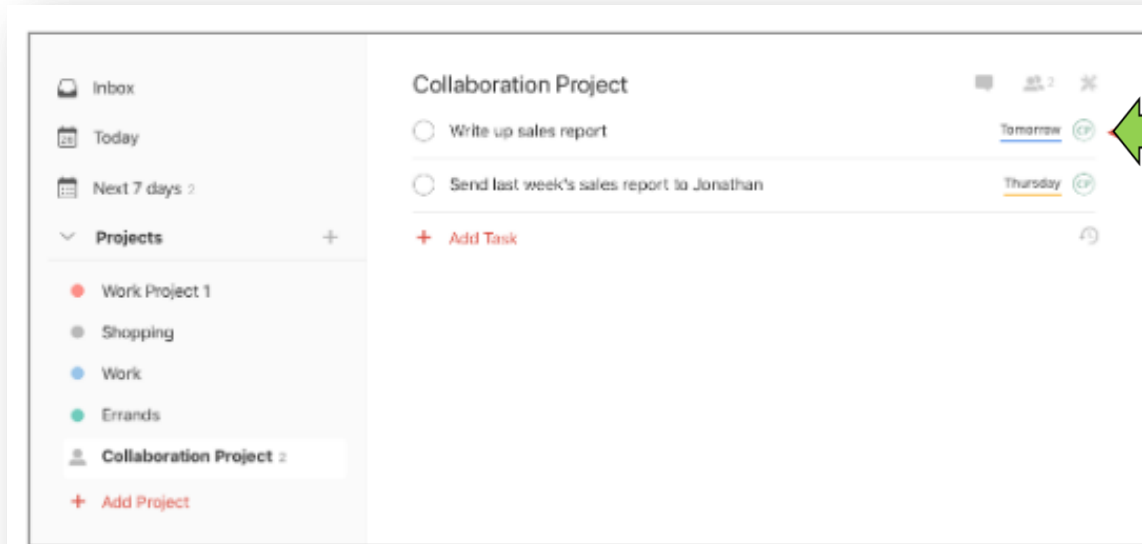 Inbox
Today
Next 7 days 2
Projects
Work Project 1
Shopping
Work
Errands
Collaboration Project 2
+ Add Project
Collaboration Project
2
Write up sales report
Tomorrow
CP
Send last week's sales report to Jonathan
Thursday
CP
+ Add Task